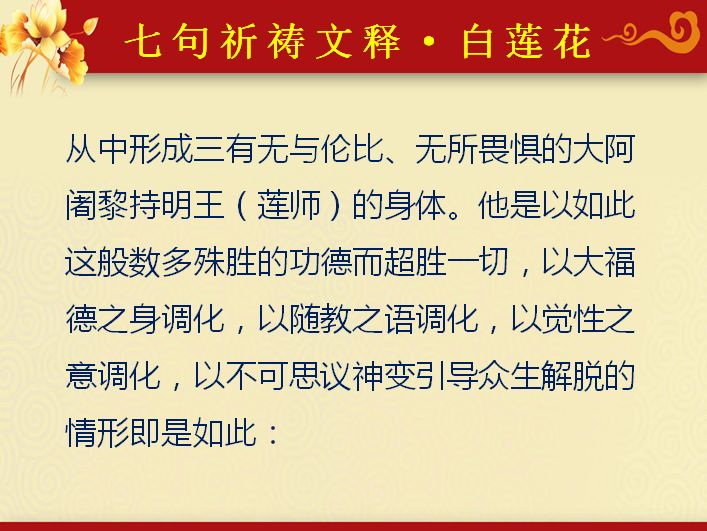 七句祈祷文释·白莲花
从中形成三有无与伦比、无所畏惧的大阿
阇黎持明王（莲师）的身体。他是以如此
这般数多殊胜的功德而超胜一切，以大福
德之身调化，以随教之语调化，以觉性之
意调化，以不可思议神变引导众生解脱的
情形即是如此：